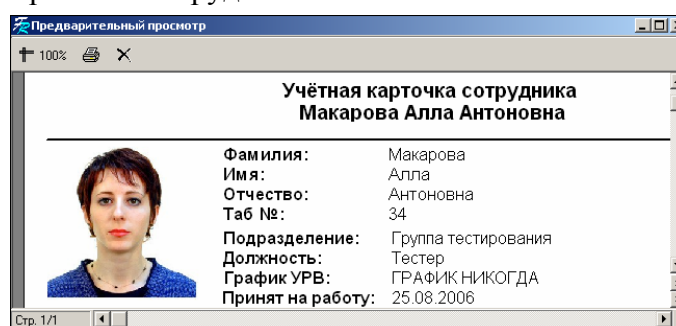 Предварительный просмотр
100%
Учётная карточка сотрудника
Макарова Алла Антоновна
Фамилия: Макарова
Имя: Алла
Отчество: Антоновна
Таб №: 34
Подразделение: Группа тестирования
Должность: Тестер
График УРВ: ГРАФИК НИКОГДА
Принят на работу: 25.08.2006
Стр. 1/1